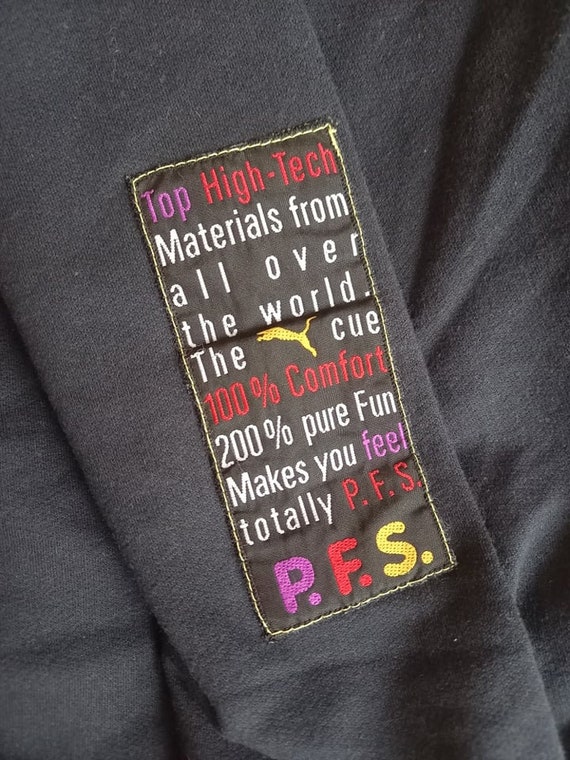 Top High-Tech
Materials from
all over
the world.
The cue
100% Comfort
200% pure Fun
Makes you feel
totally P.F.S.
P.F.S.